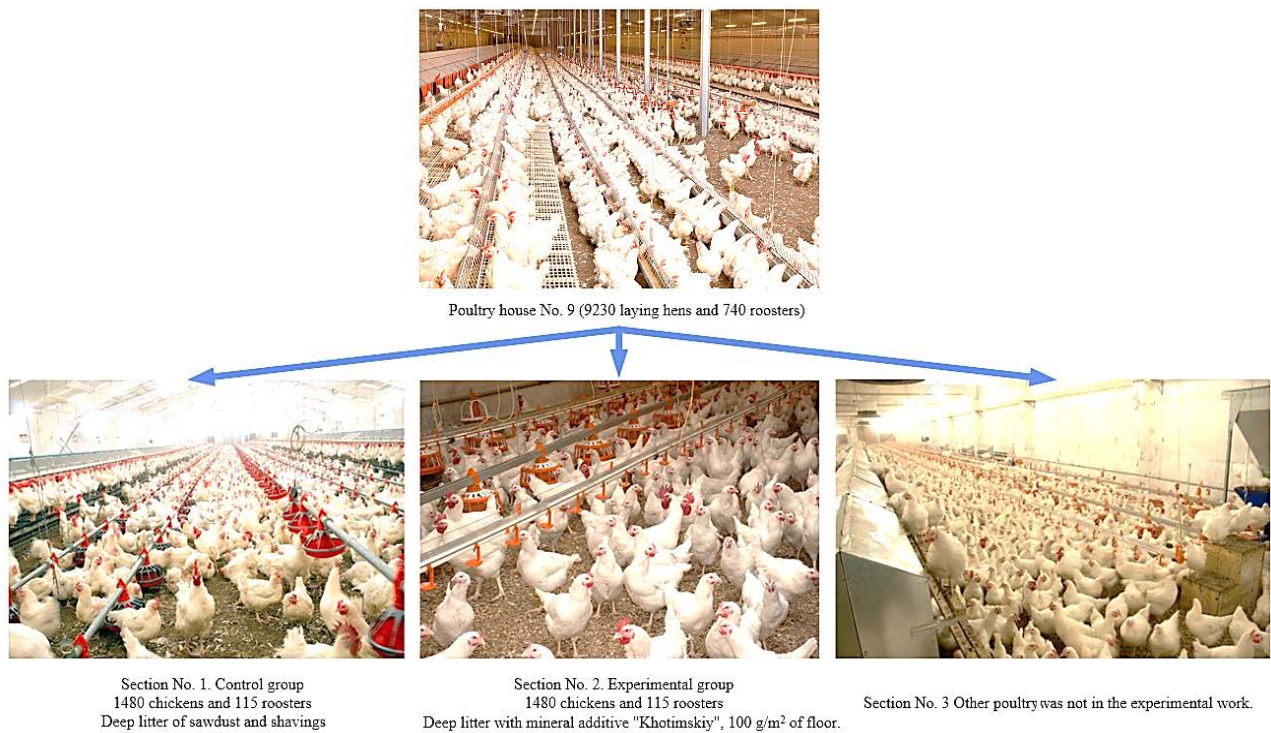 Poultry house No. 9 (9230 laying hens and 740 roosters)
Section No. 1. Control group
1480 chickens and 115 roosters
Deep litter of sawdust and shavings
Section No. 2. Experimental group
1480 chickens and 115 roosters
Deep litter with mineral additive "Khotimskiy", 100 g/m² of floor.
Section No. 3 Other poultry was not in the experimental work.